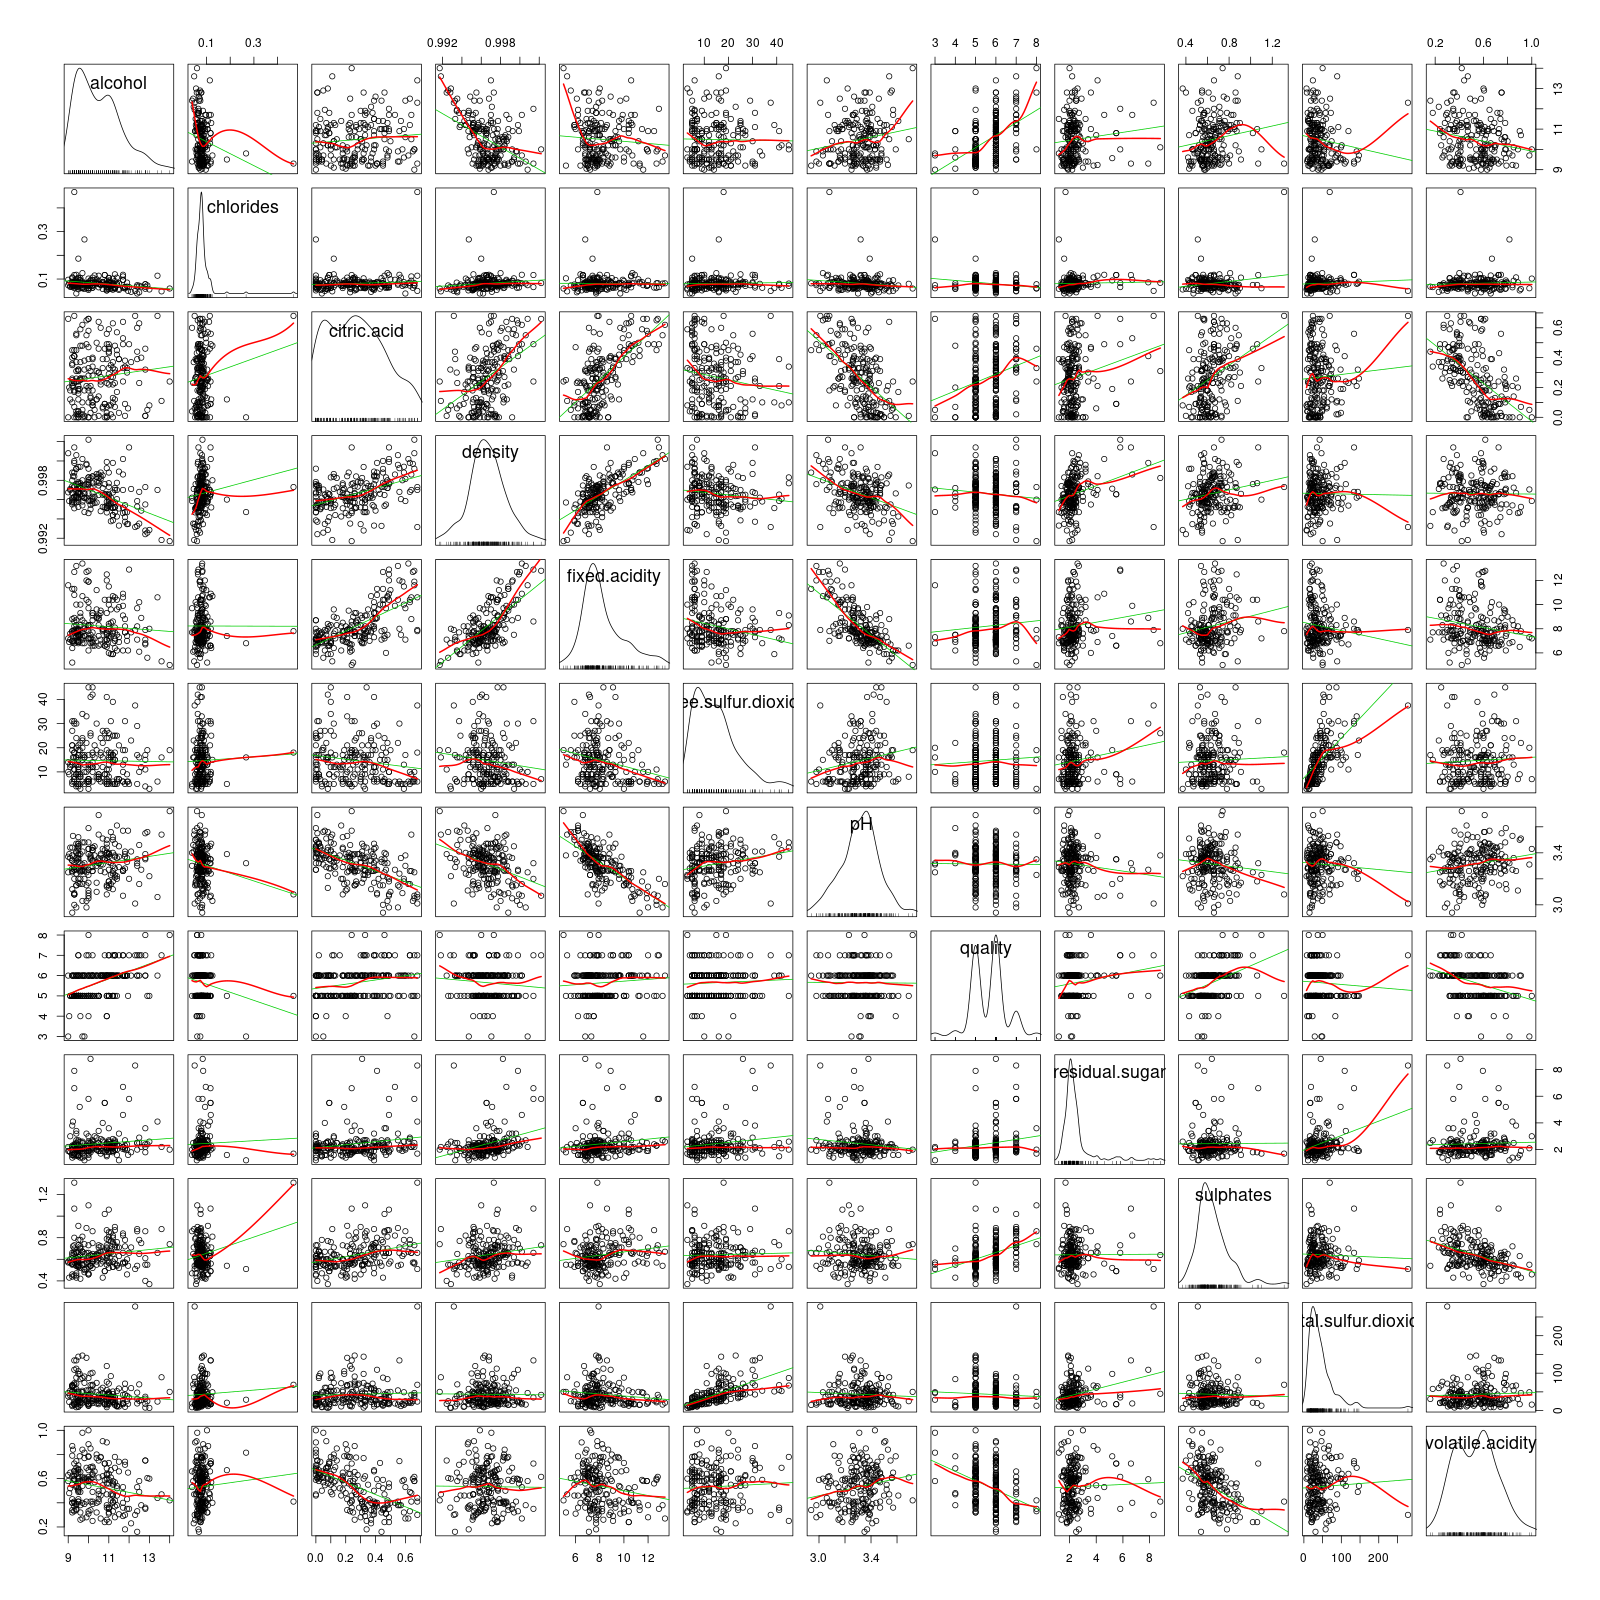 0.1 0.3 0.992 0.998 10 20 30 40 3 4 5 6 7 8 0.4 0.8 1.2 0.2 0.6 1.0
alcohol
9 11 13
chlorides
0.1 0.3
citric.acid
0.0 0.2 0.4 0.6
density
0.992 0.998
fixed.acidity
6 8 10 12
ee.sulfur.dioxic
10 20 30 40
pH
3.0 3.4
quality
3 4 5 6 7 8
residual.sugar
2 4 6 8
sulphates
0.4 0.8 1.2
tal.sulfur.dioxic
0 50 100 200
volatile.acidity
0.2 0.6 1.0
9 11 13 0.0 0.2 0.4 0.6 6 8 10 12 3.0 3.4 2 4 6 8 0 100 200